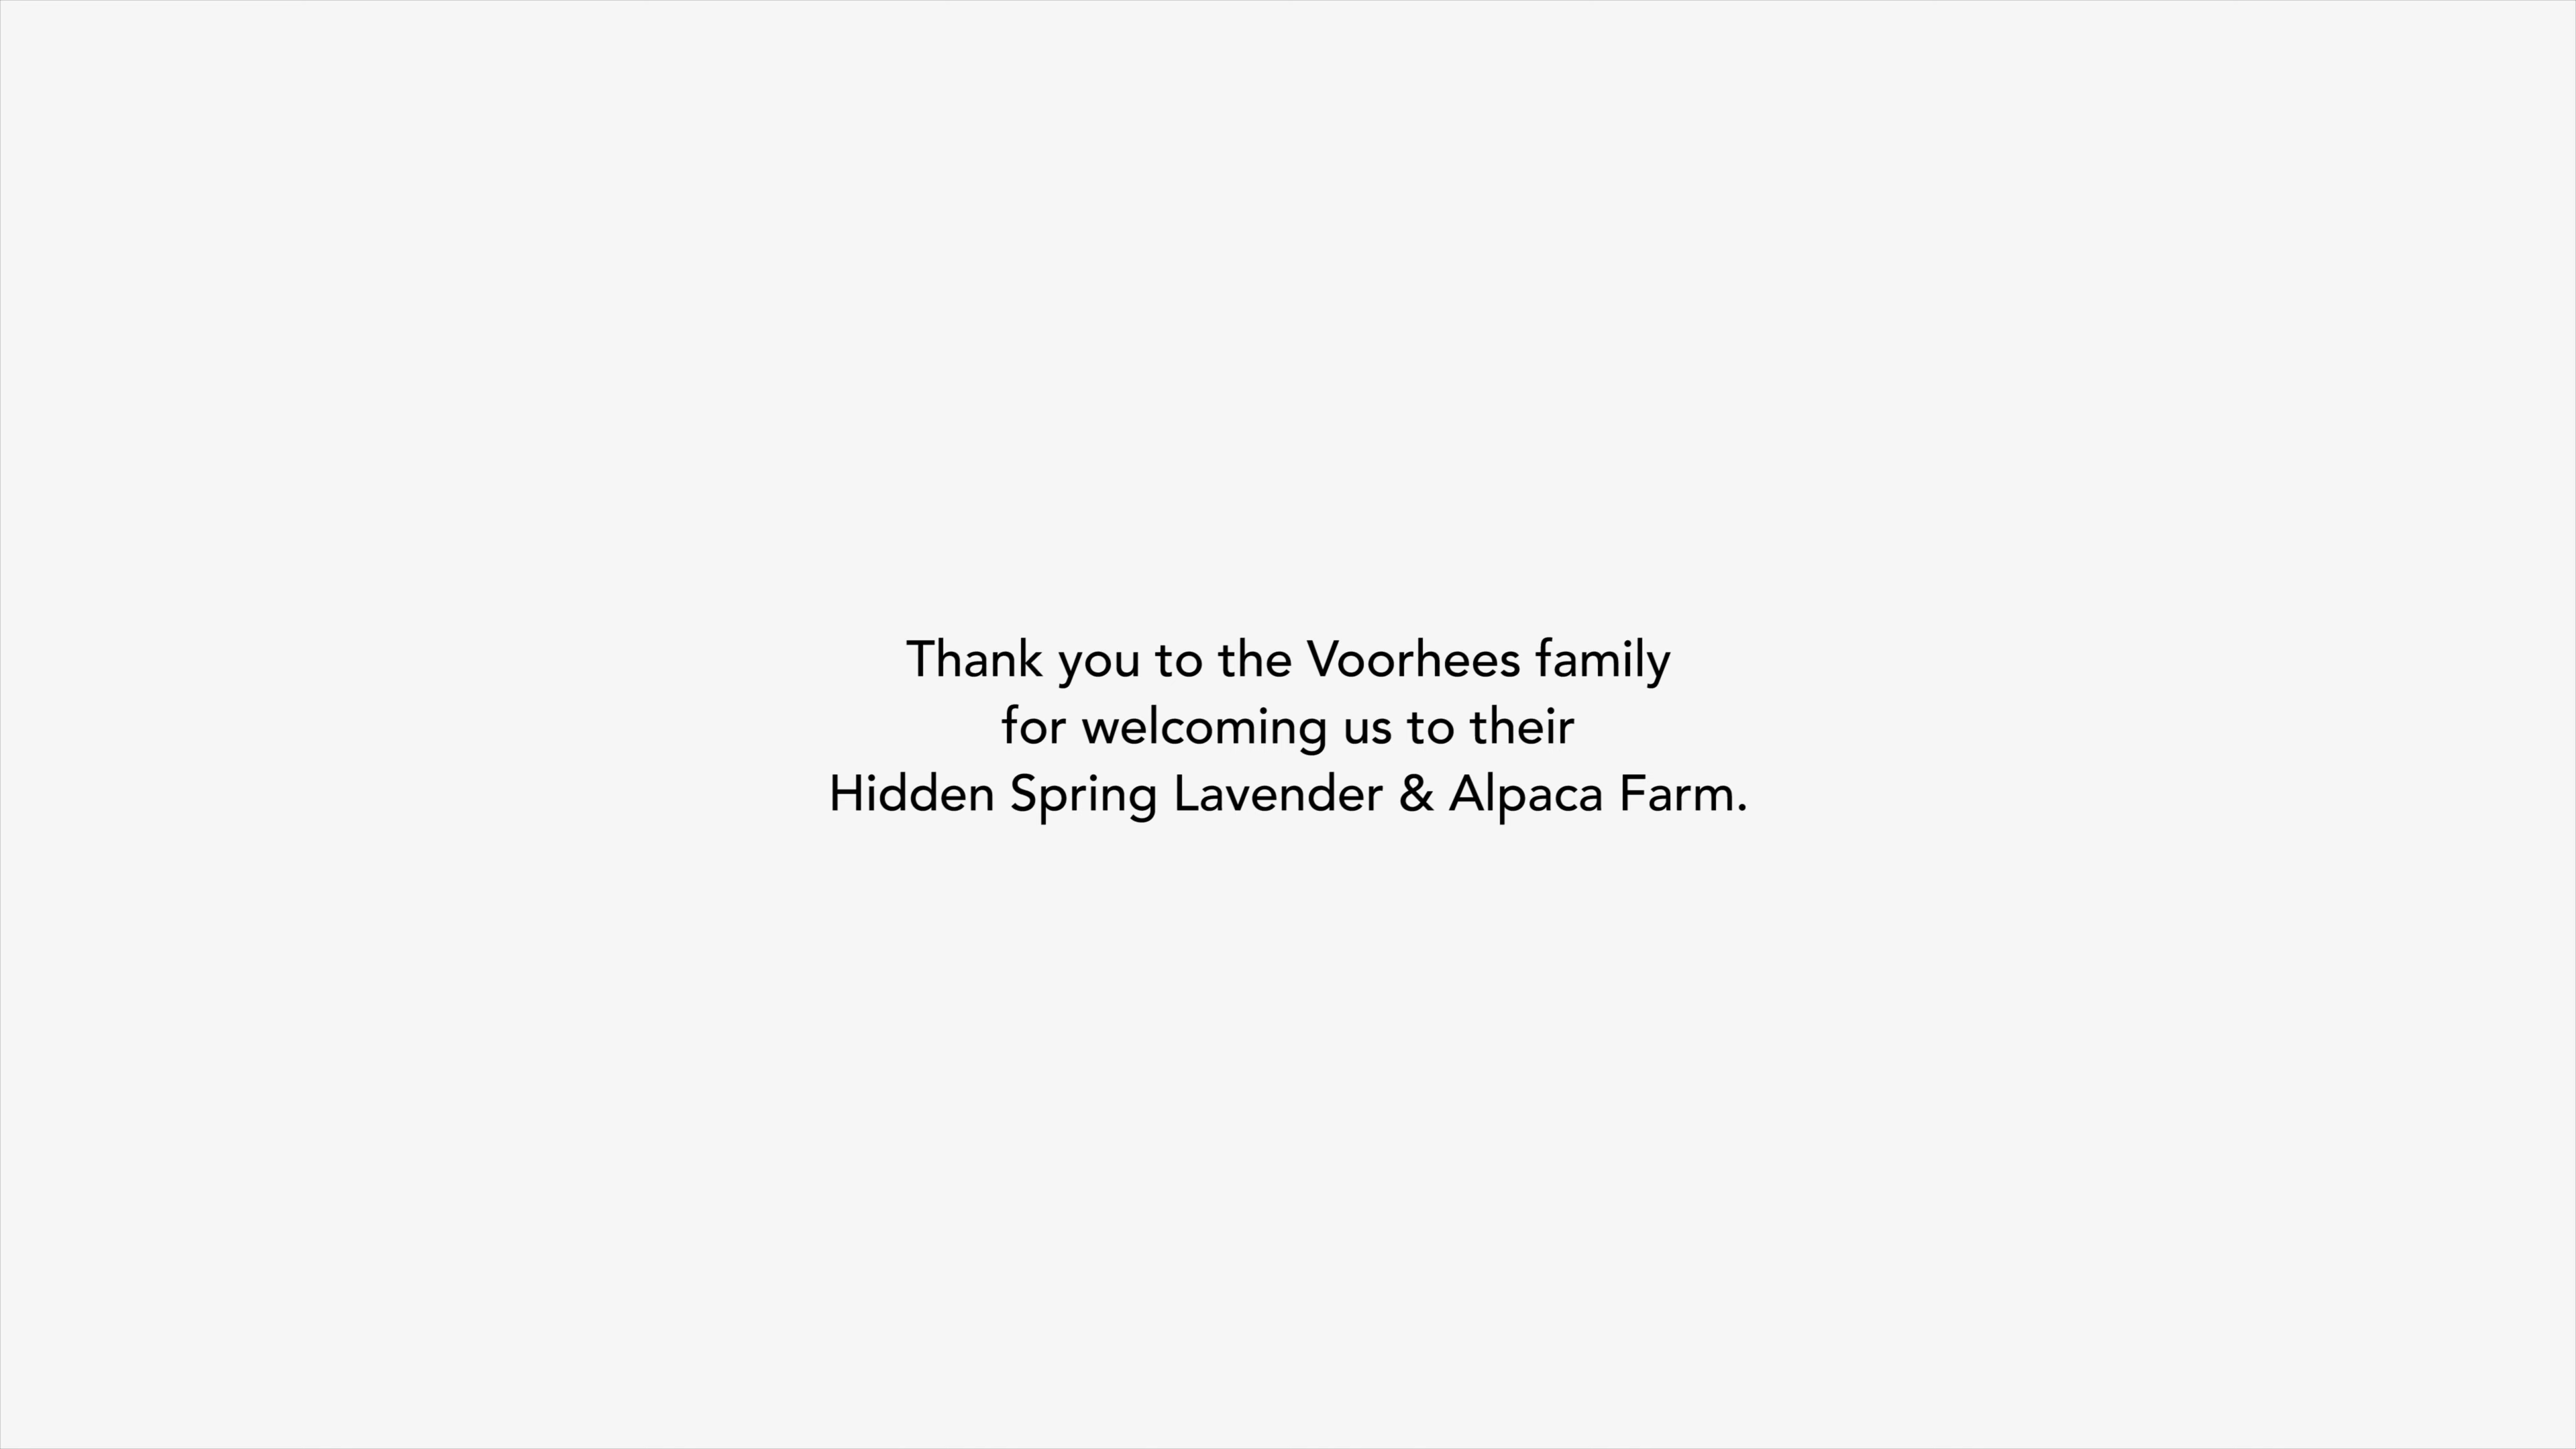 Thank you to the Voorhees family
for welcoming us to their
Hidden Spring Lavender & Alpaca Farm.